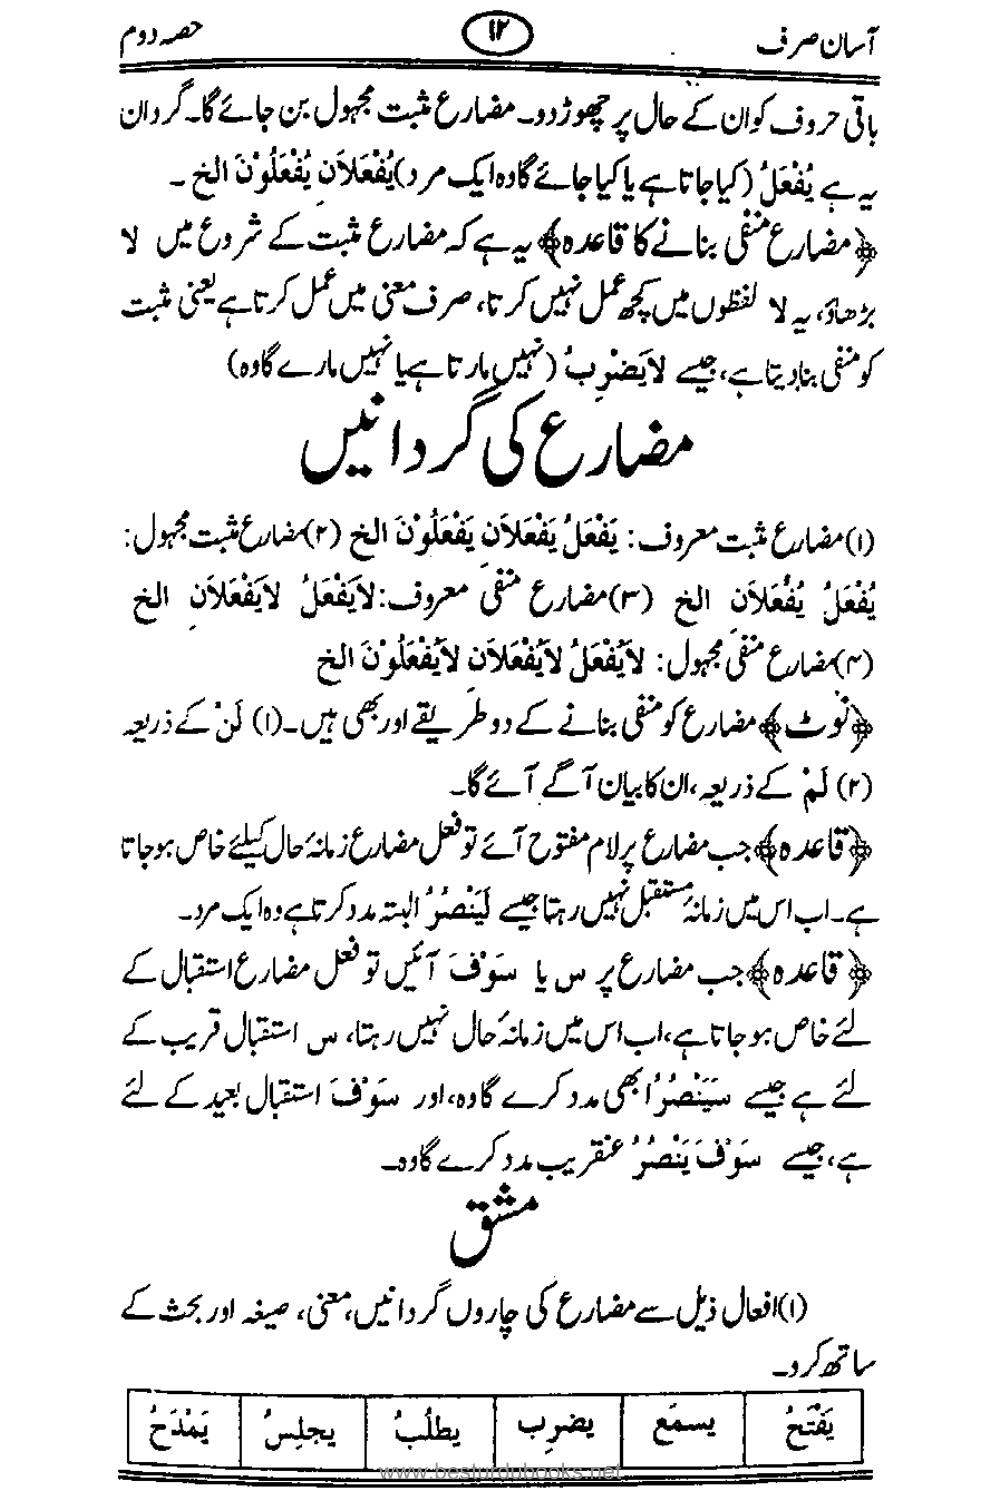 آسان صرف ۱۲ حصہ دوم
باقی حروف کو ان کے حال پر چھوڑ دو۔ مضارع مثبت مجہول بن جائے گا۔ گردان
یہ ہے یُفْعَلُ (کیا جاتا ہے یا کیا جائے گا وہ ایک مرد) یُفْعَلاَنِ یُفْعَلُوْنَ الخ ۔
﴿مضارع منفی بنانے کا قاعدہ﴾ یہ ہے کہ مضارع مثبت کے شروع میں لا
بڑھاؤ، یہ لا لفظوں میں کچھ عمل نہیں کرتا، صرف معنی میں عمل کرتا ہے یعنی مثبت
کو منفی بنا دیتا ہے، جیسے لایَضْرِبُ (نہیں مارتا ہے یا نہیں مارے گا وہ)
مضارع کی گردانیں
(۱) مضارع مثبت معروف: یَفْعَلُ یَفْعَلاَنِ یَفْعَلُوْنَ الخ (۲) مضارع مثبت مجہول:
یُفْعَلُ یُفْعَلاَنِ الخ (۳) مضارع منفی معروف: لاَیَفْعَلُ لاَیَفْعَلاَنِ الخ
(۴) مضارع منفی مجہول: لاَیُفْعَلُ لاَیُفْعَلاَنِ لاَیُفْعَلُوْنَ الخ
﴿نوٹ﴾ مضارع کو منفی بنانے کے دو طریقے اور بھی ہیں۔ (۱) لَنْ کے ذریعہ
(۲) لَمْ کے ذریعہ، ان کا بیان آگے آئے گا۔
﴿قاعدہ﴾ جب مضارع پر لام مفتوح آئے تو فعل مضارع زمانۂ حال کیلئے خاص ہو جاتا
ہے۔ اب اس میں زمانۂ مستقبل نہیں رہتا جیسے لَیَنْصُرُ البتہ مدد کرتا ہے وہ ایک مرد۔
﴿قاعدہ﴾ جب مضارع پر س یا سَوْفَ آئیں تو فعل مضارع استقبال کے
لئے خاص ہو جاتا ہے، اب اس میں زمانۂ حال نہیں رہتا، س استقبال قریب کے
لئے ہے جیسے سَیَنْصُرُ ابھی مدد کرے گا وہ، اور سَوْفَ استقبال بعید کے لئے
ہے، جیسے سَوْفَ یَنْصُرُ عنقریب مدد کرے گا وہ۔
مشق
(۱) افعال ذیل سے مضارع کی چاروں گردانیں، معنی، صیغہ اور بحث کے
ساتھ کرو۔
یَفْتَحُ یسمَع یضرِب یطلُبُ یجلِسُ یَمْدَحُ
www.besturdubooks.net